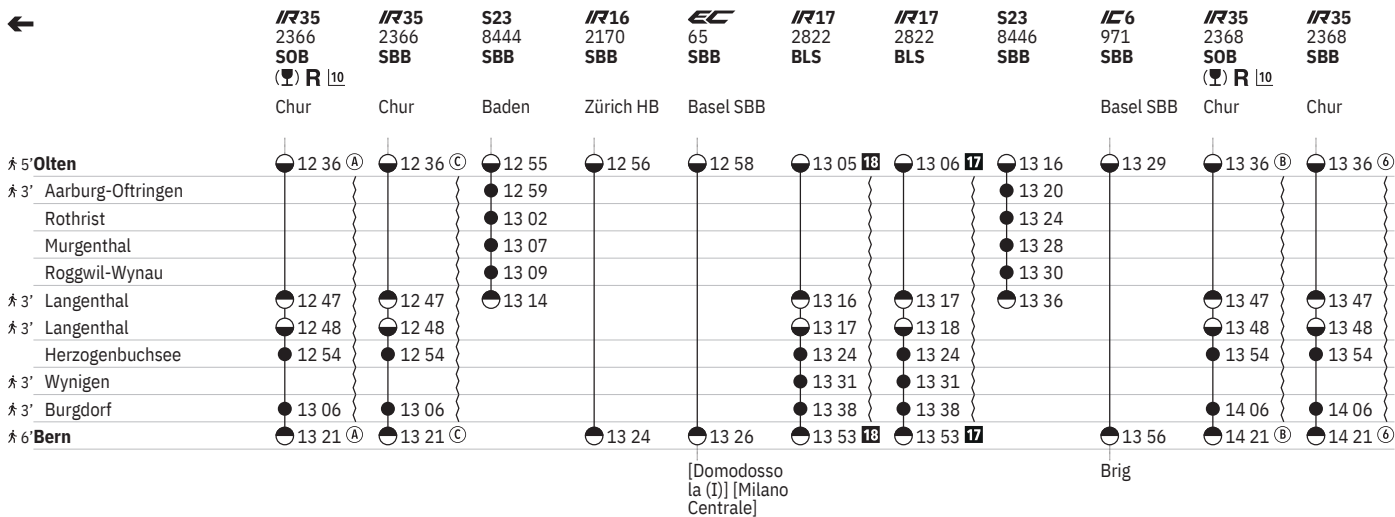 ← IR35 IR35 S23 IR16 EC IR17 IR17 S23 IC6 IR35 IR35
2366 2366 8444 2170 65 2822 2822 8446 971 2368 2368
SOB SBB SBB SBB SBB BLS BLS SBB SBB SOB SBB
R 10 R 10
Chur Chur Baden Zürich HB Basel SBB Basel SBB Chur Chur
5' Olten 12 36 Ⓐ 12 36 Ⓒ 12 55 12 56 12 58 13 05 18 13 06 17 13 16 13 29 13 36 Ⓑ 13 36 ⑥
3' Aarburg-Oftringen 12 59 13 20
Rothrist 13 02 13 24
Murgenthal 13 07 13 28
Roggwil-Wynau 13 09 13 30
3' Langenthal 12 47 12 47 13 14 13 16 13 17 13 36 13 47 13 47
3' Langenthal 12 48 12 48 13 17 13 18 13 48 13 48
Herzogenbuchsee 12 54 12 54 13 24 13 24 13 54 13 54
3' Wynigen 13 31 13 31
3' Burgdorf 13 06 13 06 13 38 13 38 14 06 14 06
6' Bern 13 21 Ⓐ 13 21 Ⓒ 13 24 13 26 13 53 18 13 53 17 13 56 14 21 Ⓑ 14 21 ⑥
[Domodosso Brig
la (I)] [Milano
Centrale]